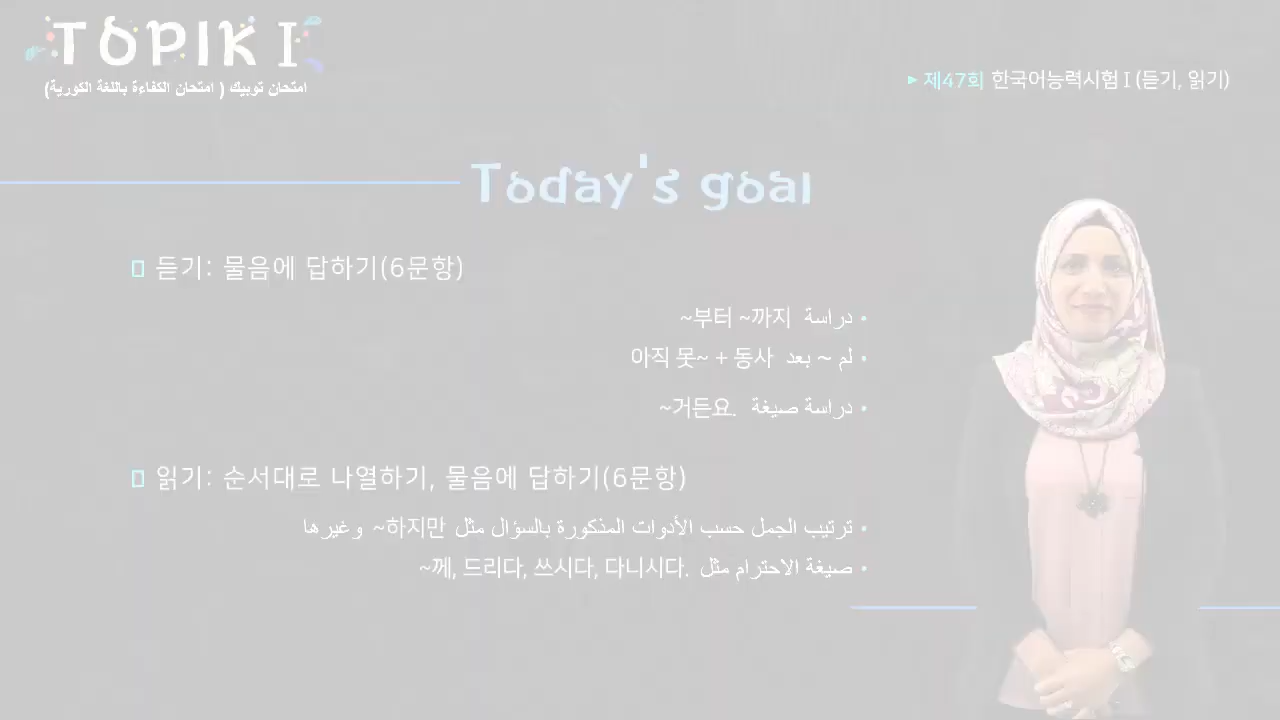 TOPIK I
امتحان توبيك ( امتحان الكفاءة باللغة الكورية)
▸ 제47회 한국어능력시험 I (듣기, 읽기)
Today's goal
듣기: 물음에 답하기(6문항)
• دراسة ~부터 ~까지
• لم ~ بعد 아직 못~ + 동사
• دراسة صيغة ~거든요.
읽기: 순서대로 나열하기, 물음에 답하기(6문항)
• ترتيب الجمل حسب الأدوات المذكورة بالسؤال مثل ~하지만 وغيرها
• صيغة الاحترام مثل ~께, 드리다, 쓰시다, 다니시다.